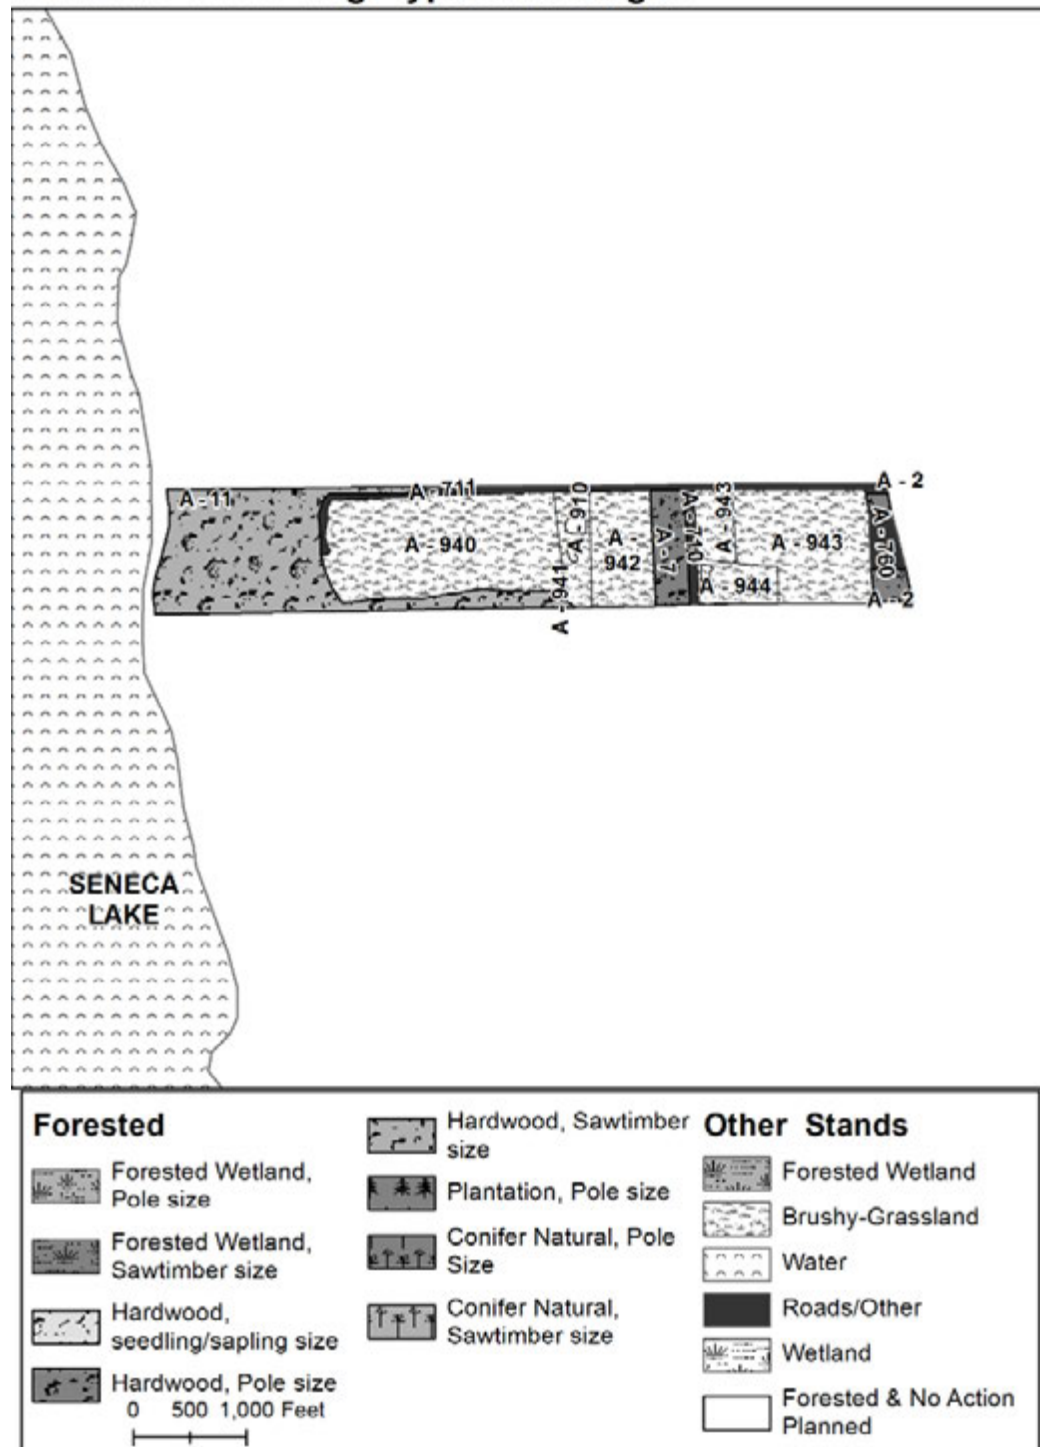 A - 11
A - 711
A - 940
A - 941
A - 910
A -
942
A - 7
A - 710
A - 943
A - 944
A - 943
A - 2
A - 760
A - 2
SENECA
LAKE
Forested
Forested Wetland,
Pole size
Forested Wetland,
Sawtimber size
Hardwood,
seedling/sapling size
Hardwood, Pole size
0 500 1,000 Feet
Hardwood, Sawtimber
size
Plantation, Pole size
Conifer Natural, Pole
Size
Conifer Natural,
Sawtimber size
Other Stands
Forested Wetland
Brushy-Grassland
Water
Roads/Other
Wetland
Forested & No Action
Planned